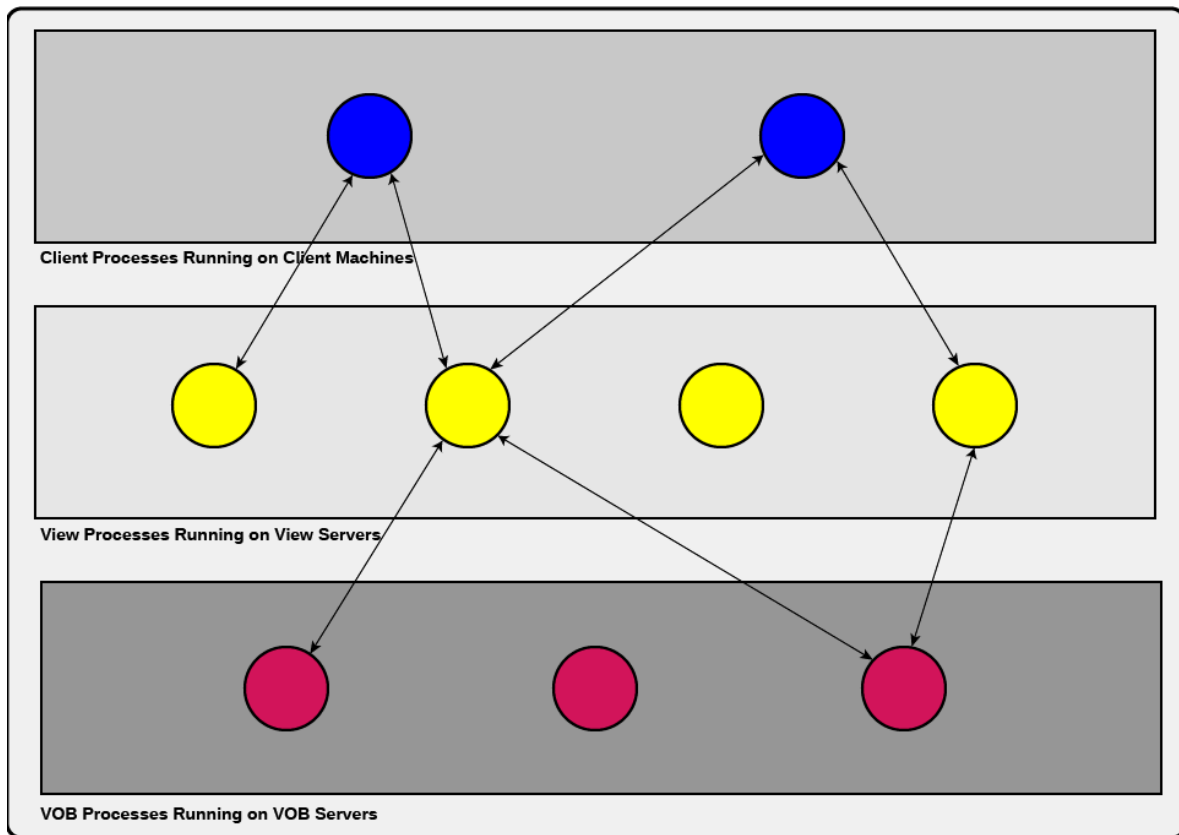 Client Processes Running on Client Machines
View Processes Running on View Servers
VOB Processes Running on VOB Servers